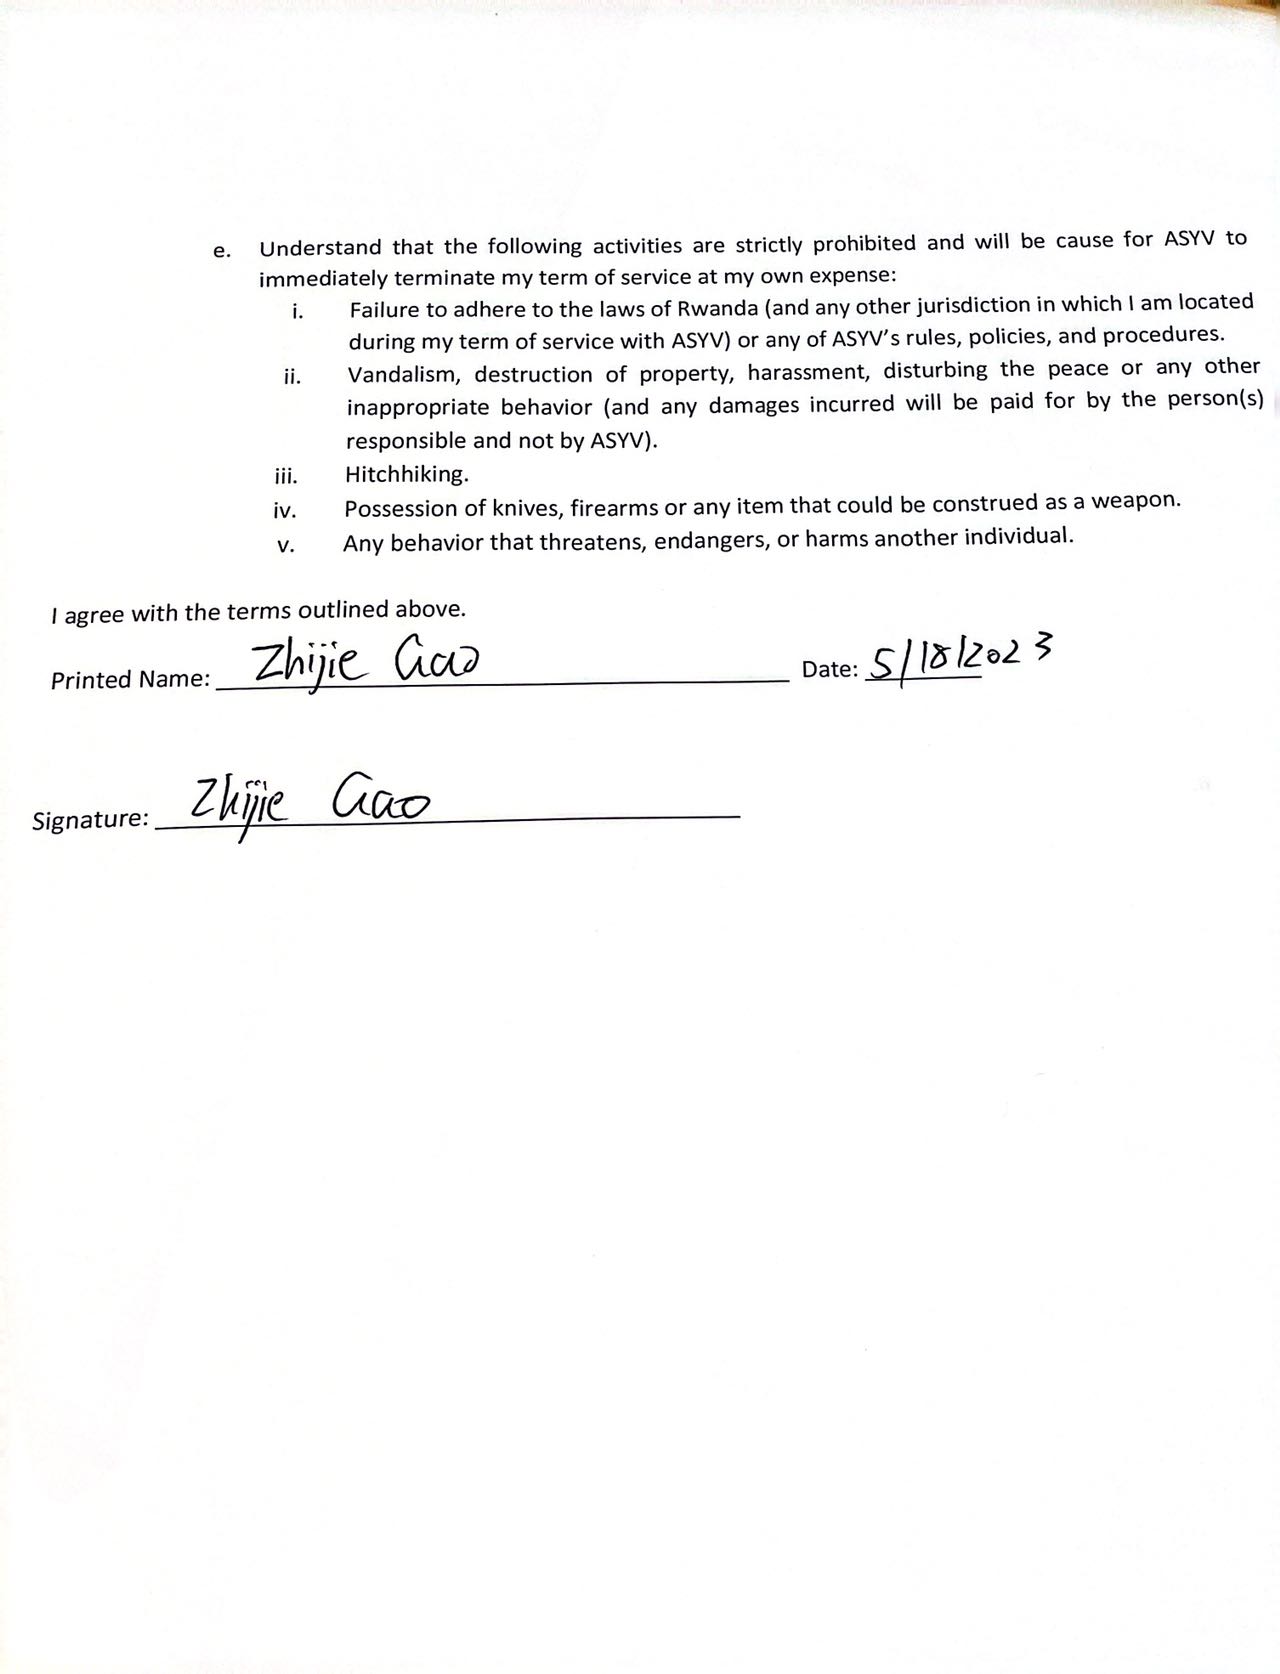 e. Understand that the following activities are strictly prohibited and will be cause for ASYV to
immediately terminate my term of service at my own expense:
i. Failure to adhere to the laws of Rwanda (and any other jurisdiction in which I am located
during my term of service with ASYV) or any of ASYV's rules, policies, and procedures.
ii. Vandalism, destruction of property, harassment, disturbing the peace or any other
inappropriate behavior (and any damages incurred will be paid for by the person(s)
responsible and not by ASYV).
iii. Hitchhiking.
iv. Possession of knives, firearms or any item that could be construed as a weapon.
v. Any behavior that threatens, endangers, or harms another individual.
I agree with the terms outlined above.
Printed Name: Zhijie Gao Date: 5/18/2023
Signature: Zhijie Gao